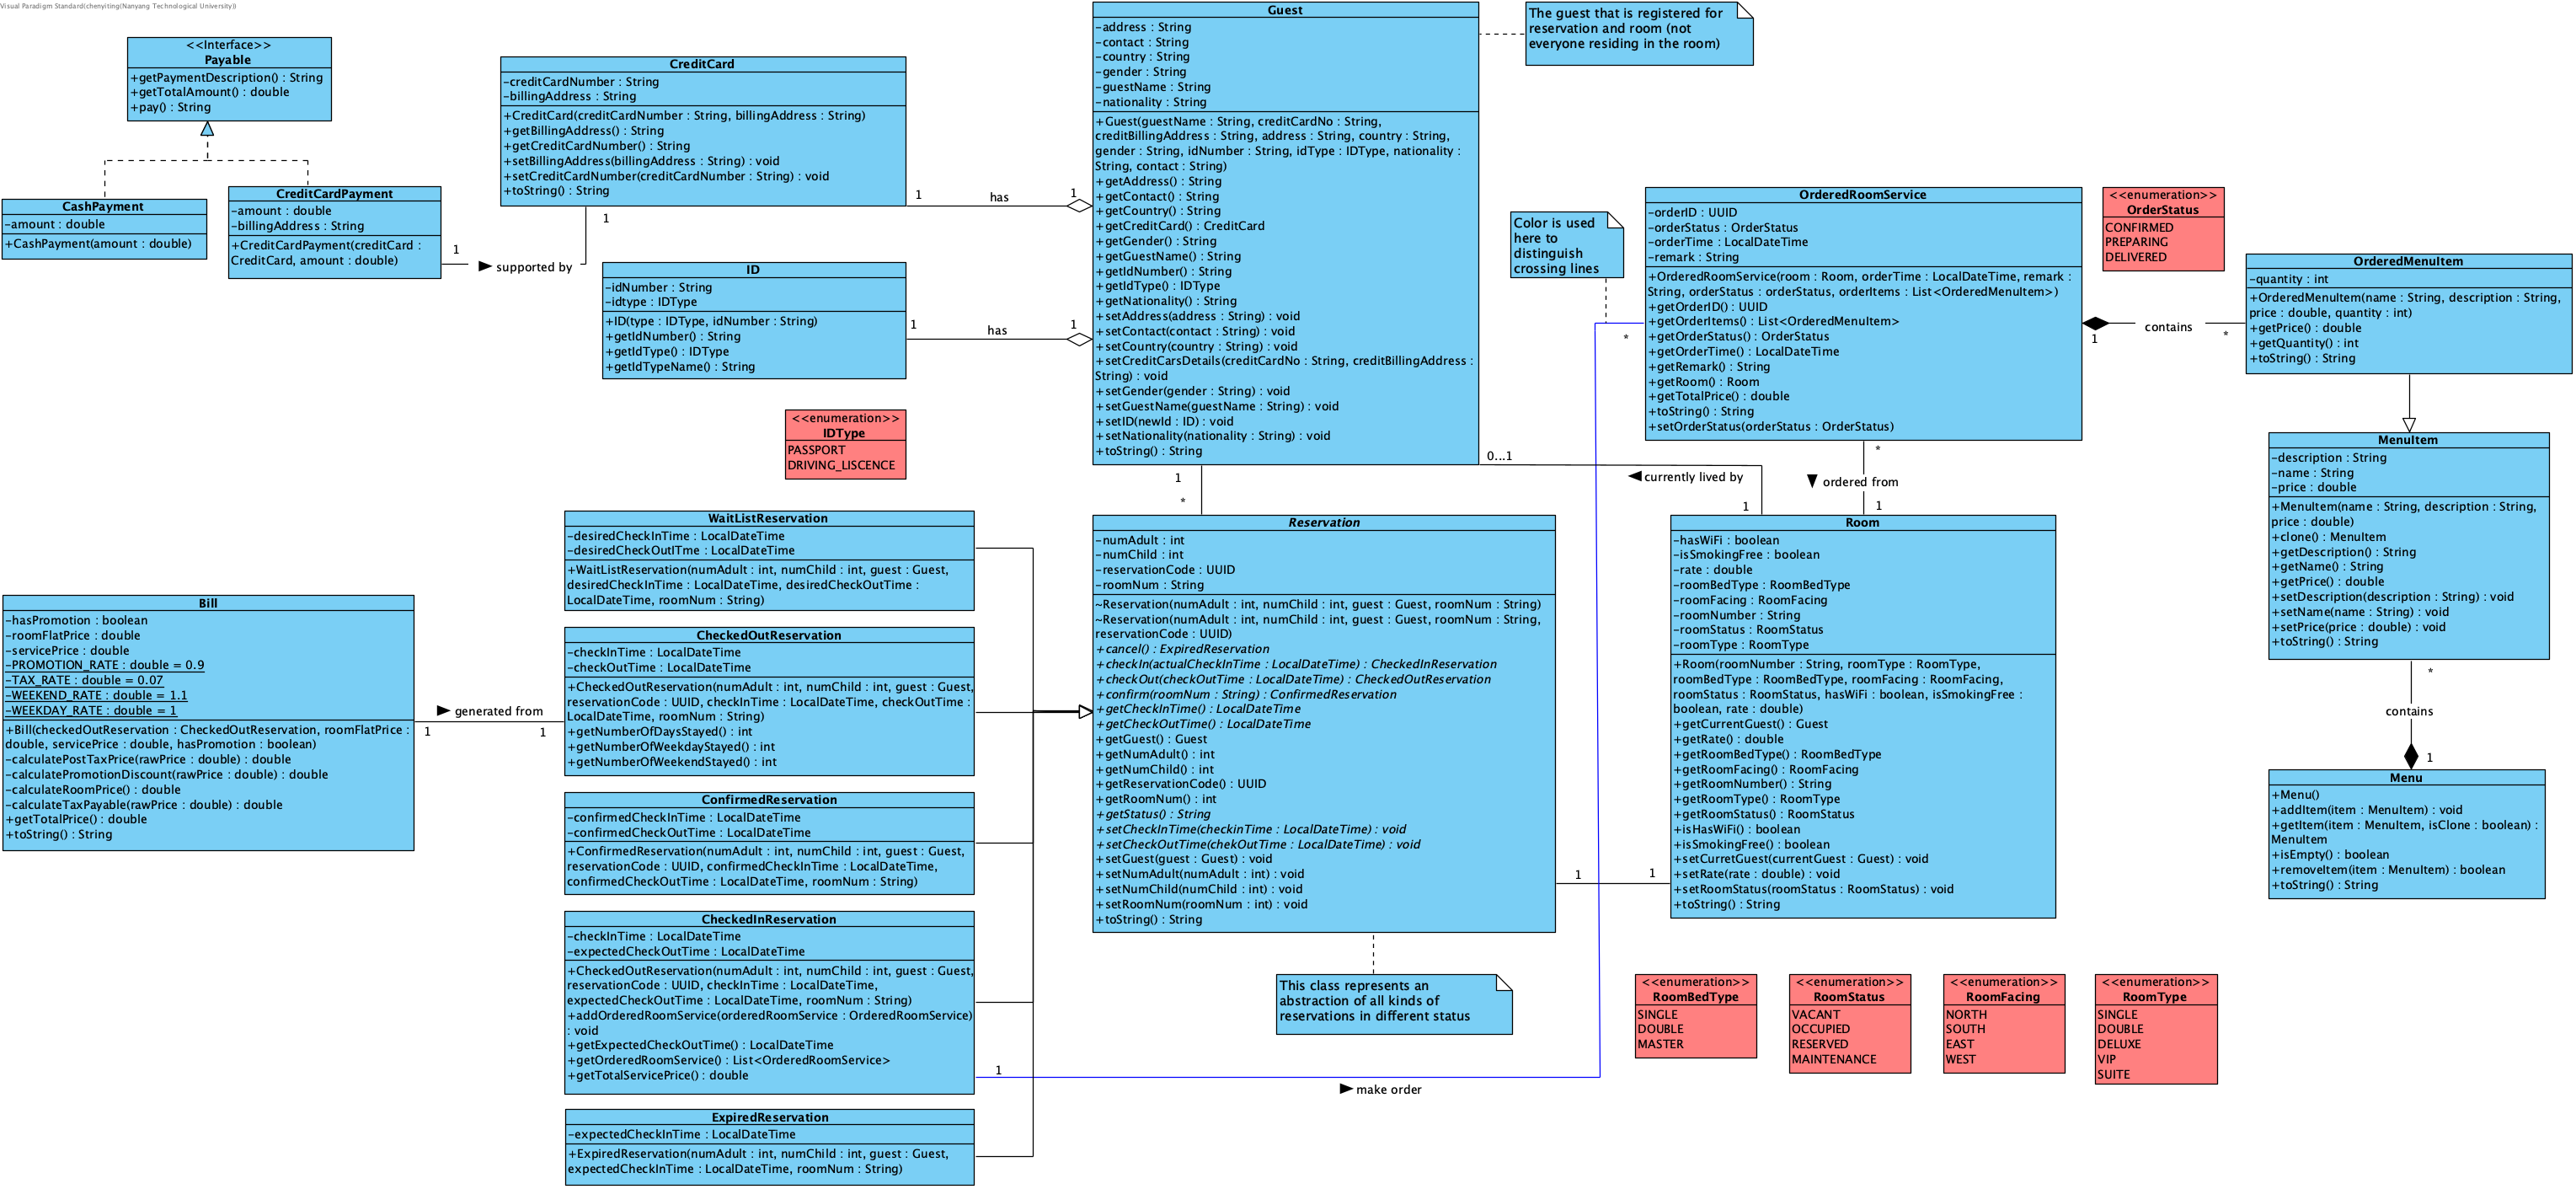 Visual Paradigm Standard(chenyiting(Nanyang Technological University))
<<Interface>>
Payable
+getPaymentDescription() : String
+getTotalAmount() : double
+pay() : String
CashPayment
-amount : double
+CashPayment(amount : double)
CreditCardPayment
-amount : double
-billingAddress : String
+CreditCardPayment(creditCard :
CreditCard, amount : double)
1
supported by
1
CreditCard
-creditCardNumber : String
-billingAddress : String
+CreditCard(creditCardNumber : String, billingAddress : String)
+getBillingAddress() : String
+getCreditCardNumber() : String
+setBillingAddress(billingAddress : String) : void
+setCreditCardNumber(creditCardNumber : String) : void
+toString() : String
1
has
1
ID
-idNumber : String
-idtype : IDType
+ID(type : IDType, idNumber : String)
+getIdNumber() : String
+getIdType() : IDType
+getIdTypeName() : String
1
has
1
<<enumeration>>
IDType
PASSPORT
DRIVING_LISCENCE
Guest
-address : String
-contact : String
-country : String
-gender : String
-guestName : String
-nationality : String
+Guest(guestName : String, creditCardNo : String,
creditBillingAddress : String, address : String, country : String,
gender : String, idNumber : String, idType : IDType, nationality :
String, contact : String)
+getAddress() : String
+getContact() : String
+getCountry() : String
+getCreditCard() : CreditCard
+getGender() : String
+getGuestName() : String
+getIdNumber() : String
+getIdType() : IDType
+getNationality() : String
+setAddress(address : String) : void
+setContact(contact : String) : void
+setCountry(country : String) : void
+setCreditCarsDetails(creditCardNo : String, creditBillingAddress :
String) : void
+setGender(gender : String) : void
+setGuestName(guestName : String) : void
+setID(newId : ID) : void
+setNationality(nationality : String) : void
+toString() : String
The guest that is registered for
reservation and room (not
everyone residing in the room)
Color is used
here to
distinguish
crossing lines
*
OrderedRoomService
-orderID : UUID
-orderStatus : OrderStatus
-orderTime : LocalDateTime
-remark : String
+OrderedRoomService(room : Room, orderTime : LocalDateTime, remark :
String, orderStatus : orderStatus, orderItems : List<OrderedMenuItem>)
+getOrderID() : UUID
+getOrderItems() : List<OrderedMenuItem>
+getOrderStatus() : OrderStatus
+getOrderTime() : LocalDateTime
+getRemark() : String
+getRoom() : Room
+getTotalPrice() : double
+toString() : String
+setOrderStatus(orderStatus : OrderStatus)
<<enumeration>>
OrderStatus
CONFIRMED
PREPARING
DELIVERED
1
contains
*
OrderedMenuItem
-quantity : int
+OrderedMenuItem(name : String, description : String,
price : double, quantity : int)
+getPrice() : double
+getQuantity() : int
+toString() : String
MenuItem
-description : String
-name : String
-price : double
+MenuItem(name : String, description : String,
price : double)
+clone() : MenuItem
+getDescription() : String
+getName() : String
+getPrice() : double
+setDescription(description : String) : void
+setName(name : String) : void
+setPrice(price : double) : void
+toString() : String
*
contains
1
Menu
+Menu()
+addItem(item : MenuItem) : void
+getItem(item : MenuItem, isClone : boolean) :
MenuItem
+isEmpty() : boolean
+removeItem(item : MenuItem) : boolean
+toString() : String
0...1
currently lived by
1
*
ordered from
1
1
*
Bill
-hasPromotion : boolean
-roomFlatPrice : double
-servicePrice : double
-PROMOTION_RATE : double = 0.9
-TAX_RATE : double = 0.07
-WEEKEND_RATE : double = 1.1
-WEEKDAY_RATE : double = 1
+Bill(checkedOutReservation : CheckedOutReservation, roomFlatPrice :
double, servicePrice : double, hasPromotion : boolean)
-calculatePostTaxPrice(rawPrice : double) : double
-calculatePromotionDiscount(rawPrice : double) : double
-calculateRoomPrice() : double
-calculateTaxPayable(rawPrice : double) : double
+getTotalPrice() : double
+toString() : String
generated from
1
1
WaitListReservation
-desiredCheckInTime : LocalDateTime
-desiredCheckOutITme : LocalDateTime
+WaitListReservation(numAdult : int, numChild : int, guest : Guest,
desiredCheckInTime : LocalDateTime, desiredCheckOutTime :
LocalDateTime, roomNum : String)
CheckedOutReservation
-checkInTime : LocalDateTime
-checkOutTime : LocalDateTime
+CheckedOutReservation(numAdult : int, numChild : int, guest : Guest,
reservationCode : UUID, checkInTime : LocalDateTime, checkOutTime :
LocalDateTime, roomNum : String)
+getNumberOfDaysStayed() : int
+getNumberOfWeekdayStayed() : int
+getNumberOfWeekendStayed() : int
ConfirmedReservation
-confirmedCheckInTime : LocalDateTime
-confirmedCheckOutTime : LocalDateTime
+ConfirmedReservation(numAdult : int, numChild : int, guest : Guest,
reservationCode : UUID, confirmedCheckInTime : LocalDateTime,
confirmedCheckOutTime : LocalDateTime, roomNum : String)
CheckedInReservation
-checkInTime : LocalDateTime
-expectedCheckOutTime : LocalDateTime
+CheckedOutReservation(numAdult : int, numChild : int, guest : Guest,
reservationCode : UUID, checkInTime : LocalDateTime,
expectedCheckOutTime : LocalDateTime, roomNum : String)
+addOrderedRoomService(orderedRoomService : OrderedRoomService)
: void
+getExpectedCheckOutTime() : LocalDateTime
+getOrderedRoomService() : List<OrderedRoomService>
+getTotalServicePrice() : double
1
make order
ExpiredReservation
-expectedCheckInTime : LocalDateTime
+ExpiredReservation(numAdult : int, numChild : int, guest : Guest,
expectedCheckInTime : LocalDateTime, roomNum : String)
Reservation
-numAdult : int
-numChild : int
-reservationCode : UUID
-roomNum : String
~Reservation(numAdult : int, numChild : int, guest : Guest, roomNum : String)
~Reservation(numAdult : int, numChild : int, guest : Guest, roomNum : String,
reservationCode : UUID)
+cancel() : ExpiredReservation
+checkIn(actualCheckInTime : LocalDateTime) : CheckedInReservation
+checkOut(checkOutTime : LocalDateTime) : CheckedOutReservation
+confirm(roomNum : String) : ConfirmedReservation
+getCheckInTime() : LocalDateTime
+getCheckOutTime() : LocalDateTime
+getGuest() : Guest
+getNumAdult() : int
+getNumChild() : int
+getReservationCode() : UUID
+getRoomNum() : int
+getStatus() : String
+setCheckInTime(checkinTime : LocalDateTime) : void
+setCheckOutTime(chekOutTime : LocalDateTime) : void
+setGuest(guest : Guest) : void
+setNumAdult(numAdult : int) : void
+setNumChild(numChild : int) : void
+setRoomNum(roomNum : int) : void
+toString() : String
1
1
This class represents an
abstraction of all kinds of
reservations in different status
Room
-hasWiFi : boolean
-isSmokingFree : boolean
-rate : double
-roomBedType : RoomBedType
-roomFacing : RoomFacing
-roomNumber : String
-roomStatus : RoomStatus
-roomType : RoomType
+Room(roomNumber : String, roomType : RoomType,
roomBedType : RoomBedType, roomFacing : RoomFacing,
roomStatus : RoomStatus, hasWiFi : boolean, isSmokingFree :
boolean, rate : double)
+getCurrentGuest() : Guest
+getRate() : double
+getRoomBedType() : RoomBedType
+getRoomFacing() : RoomFacing
+getRoomNumber() : String
+getRoomType() : RoomType
+getRoomStatus() : RoomStatus
+isHasWiFi() : boolean
+isSmokingFree() : boolean
+setCurretGuest(currentGuest : Guest) : void
+setRate(rate : double) : void
+setRoomStatus(roomStatus : RoomStatus) : void
+toString() : String
<<enumeration>>
RoomBedType
SINGLE
DOUBLE
MASTER
<<enumeration>>
RoomStatus
VACANT
OCCUPIED
RESERVED
MAINTENANCE
<<enumeration>>
RoomFacing
NORTH
SOUTH
EAST
WEST
<<enumeration>>
RoomType
SINGLE
DOUBLE
DELUXE
VIP
SUITE